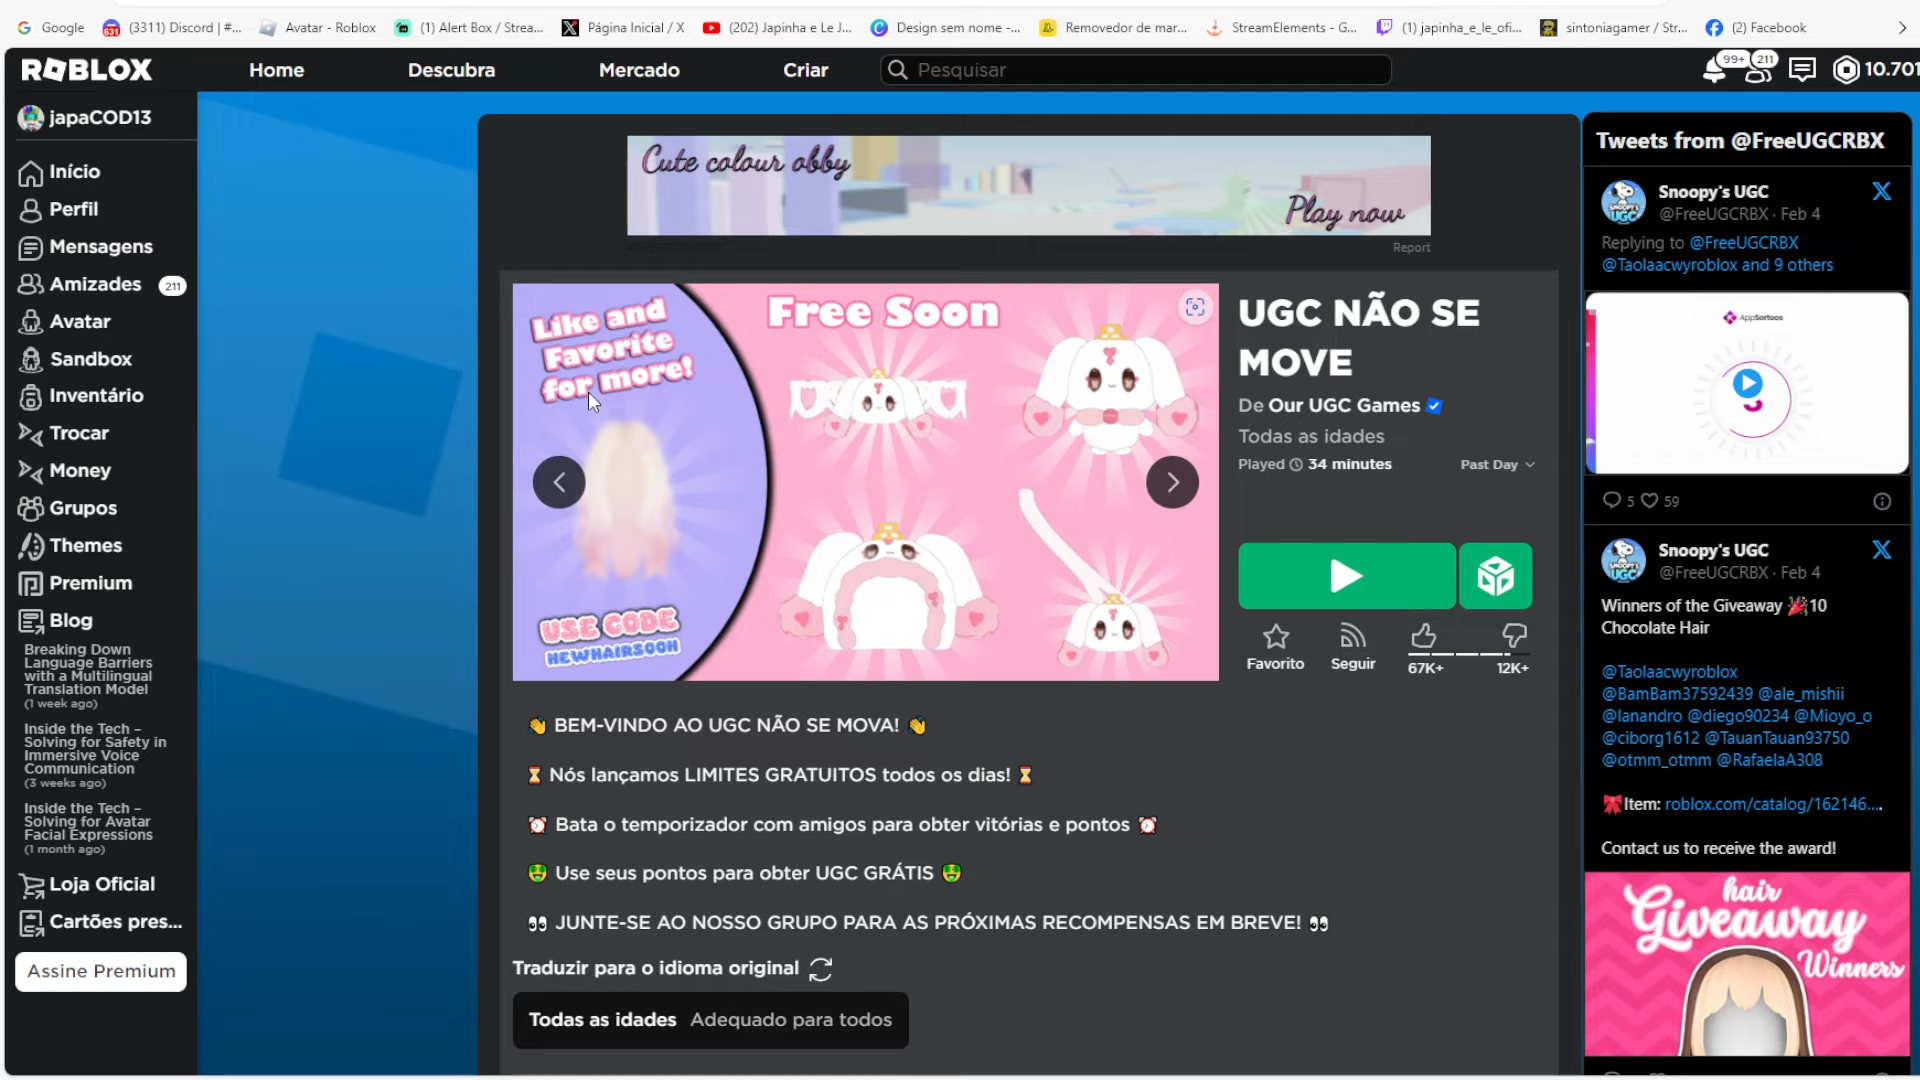 Google
(3311) Discord | #...
Avatar - Roblox
(1) Alert Box / Strea...
Página Inicial / X
(202) Japinha e Le J...
Design sem nome -...
Removedor de mar...
StreamElements - G...
(1) japinha_e_le_ofi...
sintoniagamer / Str...
(2) Facebook
ROBLOX
Home
Descubra
Mercado
Criar
Pesquisar
99+
211
10.701
japaCOD13
Início
Perfil
Mensagens
Amizades
211
Avatar
Sandbox
Inventário
Trocar
Money
Grupos
Themes
Premium
Blog
Breaking Down
Language Barriers
with a Multilingual
Translation Model
(1 week ago)
Inside the Tech –
Solving for Safety in
Immersive Voice
Communication
(3 weeks ago)
Inside the Tech –
Solving for Avatar
Facial Expressions
(1 month ago)
Loja Oficial
Cartões pres...
Assine Premium
Cute colour obby
Play now
Report
Like and
Favorite
for more!
Free Soon
USE CODE
NEWHAIRSOON
UGC NÃO SE
MOVE
De Our UGC Games
Todas as idades
Played 34 minutes
Past Day
Favorito
Seguir
67K+
12K+
👋 BEM-VINDO AO UGC NÃO SE MOVA! 👋
⏳ Nós lançamos LIMITES GRATUITOS todos os dias! ⏳
⏰ Bata o temporizador com amigos para obter vitórias e pontos ⏰
🤑 Use seus pontos para obter UGC GRÁTIS 🤑
👀 JUNTE-SE AO NOSSO GRUPO PARA AS PRÓXIMAS RECOMPENSAS EM BREVE! 👀
Traduzir para o idioma original
Todas as idades Adequado para todos
Tweets from @FreeUGCRBX
Snoopy's UGC
@FreeUGCRBX · Feb 4
Replying to @FreeUGCRBX
@Taolaacwyroblox and 9 others
AppSorteos
5 59
Snoopy's UGC
@FreeUGCRBX · Feb 4
Winners of the Giveaway 🎉10
Chocolate Hair
@Taolaacwyroblox
@BamBam37592439 @ale_mishii
@lanandro @diego90234 @Mioyo_o
@ciborg1612 @TauanTauan93750
@otmm_otmm @RafaelaA308
🎀Item: roblox.com/catalog/162146...
Contact us to receive the award!
hair
Giveaway
Winners